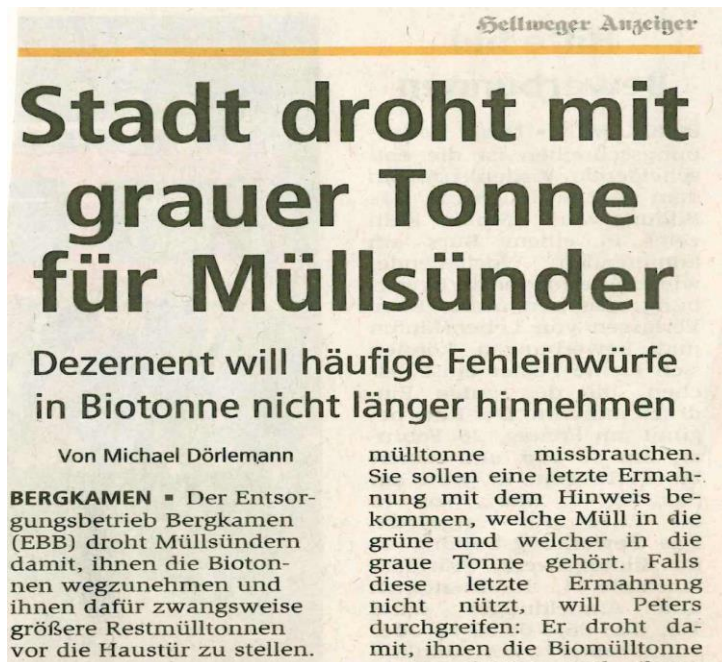 Hellweger Anzeiger
Stadt droht mit
grauer Tonne
für Müllsünder
Dezernent will häufige Fehleinwürfe
in Biotonne nicht länger hinnehmen
Von Michael Dörlemann
BERGKAMEN ▪ Der Entsor-
gungsbetrieb Bergkamen
(EBB) droht Müllsündern
damit, ihnen die Bioton-
nen wegzunehmen und
ihnen dafür zwangsweise
größere Restmülltonnen
vor die Haustür zu stellen.
mülltonne missbrauchen.
Sie sollen eine letzte Ermah-
nung mit dem Hinweis be-
kommen, welche Müll in die
grüne und welcher in die
graue Tonne gehört. Falls
diese letzte Ermahnung
nicht nützt, will Peters
durchgreifen: Er droht da-
mit, ihnen die Biomülltonne